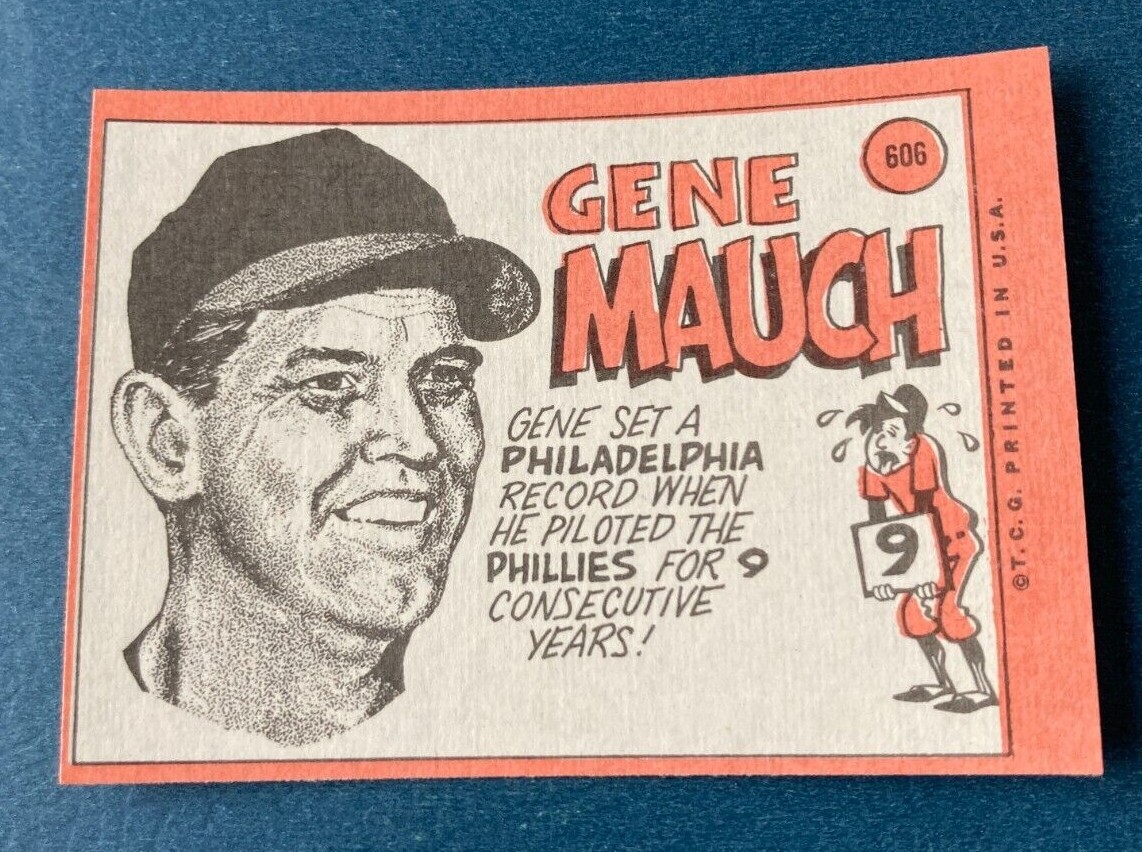 606
GENE
MAUCH
GENE SET A
PHILADELPHIA
RECORD WHEN
HE PILOTED THE
PHILLIES FOR 9
CONSECUTIVE
YEARS!
9
©T.C.G. PRINTED IN U.S.A.